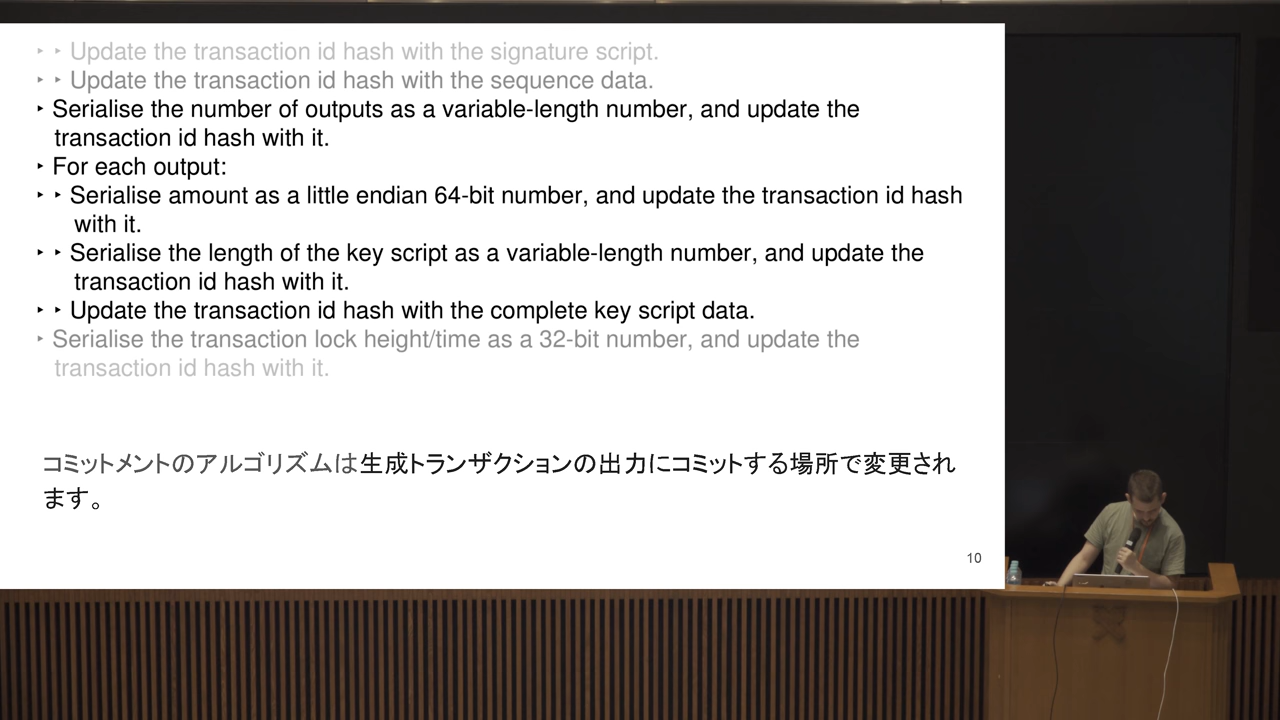 ‣ ‣ Update the transaction id hash with the signature script.
‣ ‣ Update the transaction id hash with the sequence data.
‣ Serialise the number of outputs as a variable-length number, and update the
transaction id hash with it.
‣ For each output:
‣ ‣ Serialise amount as a little endian 64-bit number, and update the transaction id hash
with it.
‣ ‣ Serialise the length of the key script as a variable-length number, and update the
transaction id hash with it.
‣ ‣ Update the transaction id hash with the complete key script data.
‣ Serialise the transaction lock height/time as a 32-bit number, and update the
transaction id hash with it.
コミットメントのアルゴリズムは生成トランザクションの出力にコミットする場所で変更され
ます。
10